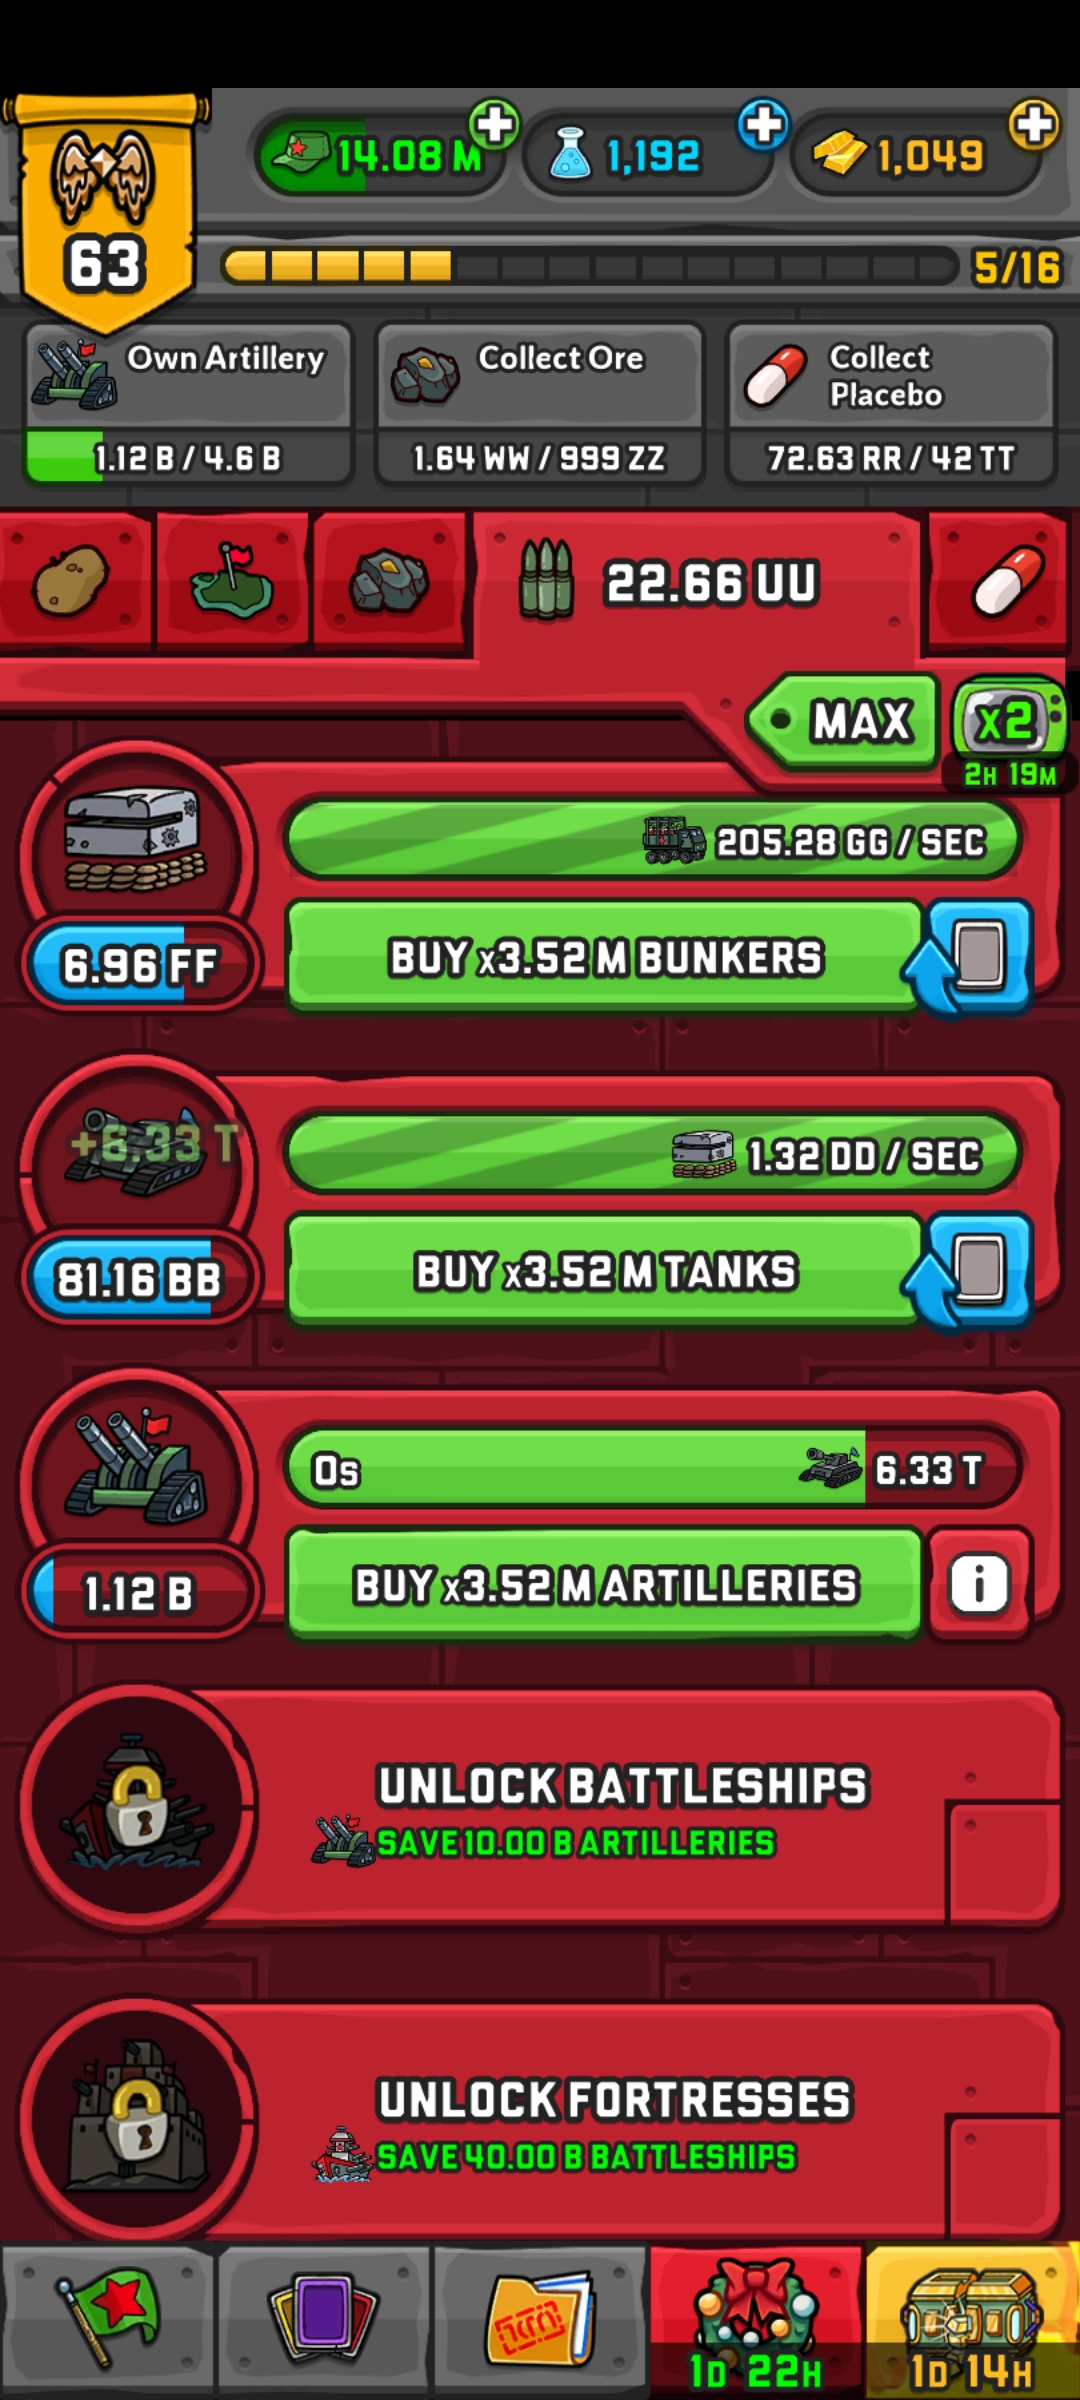 14.08 M
1,192
1,049
63
5/16
Own Artillery
1.12 B / 4.6 B
Collect Ore
1.64 WW / 999 ZZ
Collect
Placebo
72.63 RR / 42 TT
22.66 UU
MAX
x2
2H 19M
205.28 GG / SEC
6.96 FF
BUY x3.52 M BUNKERS
+6.33 T
1.32 DD / SEC
81.16 BB
BUY x3.52 M TANKS
0s
6.33 T
1.12 B
BUY x3.52 M ARTILLERIES
i
UNLOCK BATTLESHIPS
SAVE 10.00 B ARTILLERIES
UNLOCK FORTRESSES
SAVE 40.00 B BATTLESHIPS
1D 22H
1D 14H